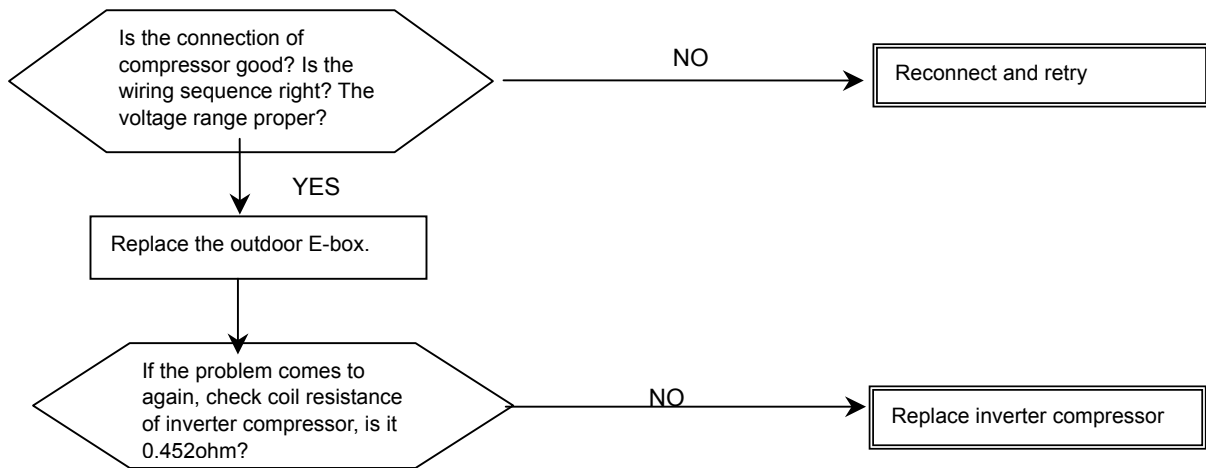 Is the connection of
compressor good? Is the
wiring sequence right? The
voltage range proper?
NO
Reconnect and retry
YES
Replace the outdoor E-box.
If the problem comes to
again, check coil resistance
of inverter compressor, is it
0.452ohm?
NO
Replace inverter compressor